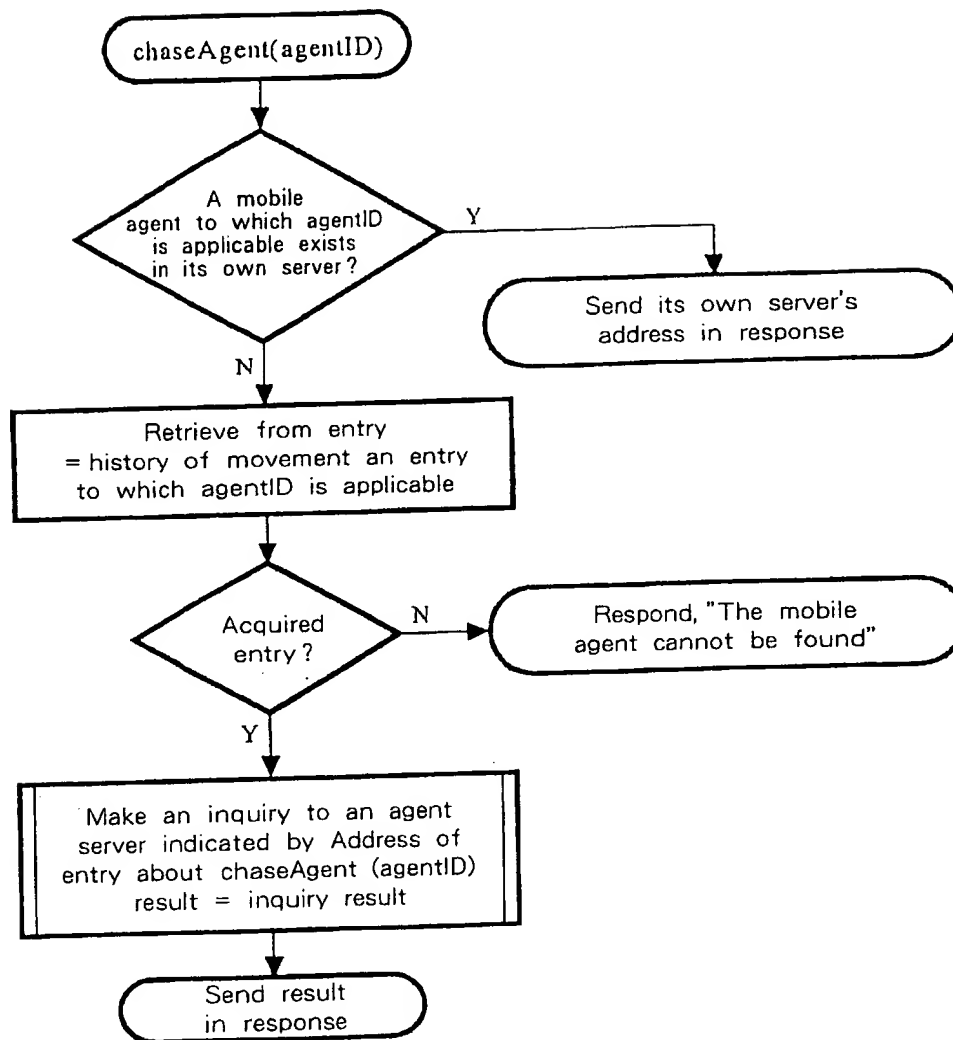 chaseAgent(agentID)
A mobile
agent to which agentID
is applicable exists
in its own server?
Y
Send its own server's
address in response
N
Retrieve from entry
= history of movement an entry
to which agentID is applicable
Acquired
entry?
N
Respond, "The mobile
agent cannot be found"
Y
Make an inquiry to an agent
server indicated by Address of
entry about chaseAgent (agentID)
result = inquiry result
Send result
in response